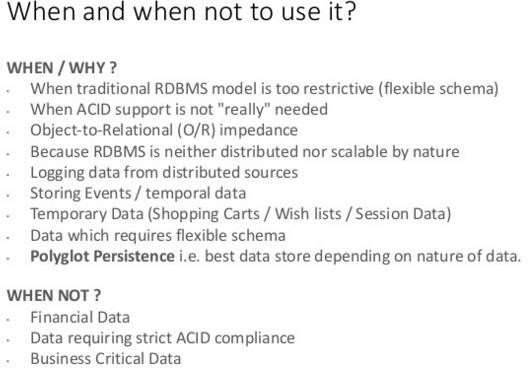 When and when not to use it?
WHEN / WHY ?
· When traditional RDBMS model is too restrictive (flexible schema)
· When ACID support is not "really" needed
· Object-to-Relational (O/R) impedance
· Because RDBMS is neither distributed nor scalable by nature
· Logging data from distributed sources
· Storing Events / temporal data
· Temporary Data (Shopping Carts / Wish lists / Session Data)
· Data which requires flexible schema
· Polyglot Persistence i.e. best data store depending on nature of data.
WHEN NOT ?
· Financial Data
· Data requiring strict ACID compliance
· Business Critical Data